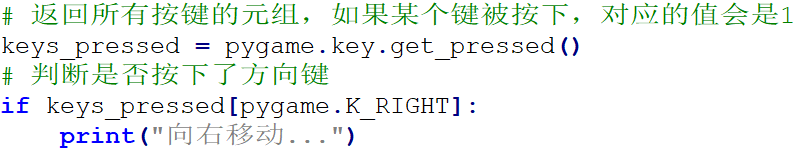 # 返回所有按键的元组，如果某个键被按下，对应的值会是1
keys_pressed = pygame.key.get_pressed()
# 判断是否按下了方向键
if keys_pressed[pygame.K_RIGHT]:
    print("向右移动...")